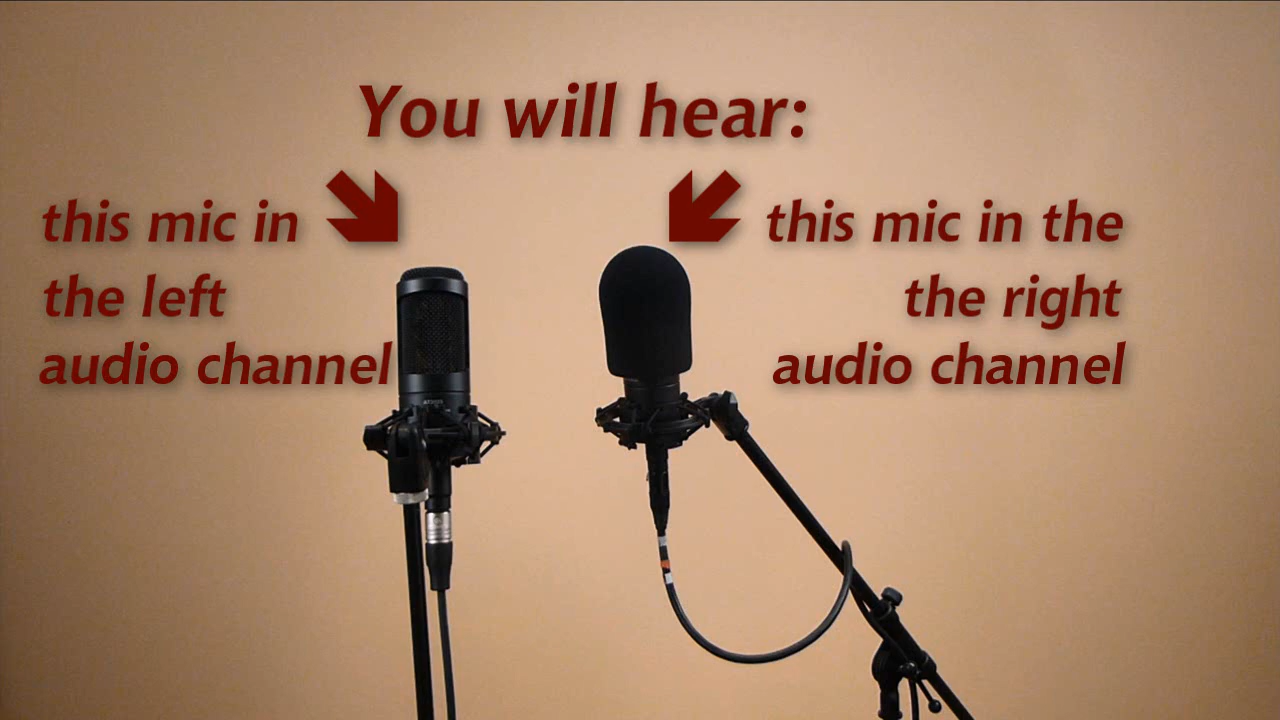 You will hear:
this mic in
the left
audio channel
this mic in the
the right
audio channel